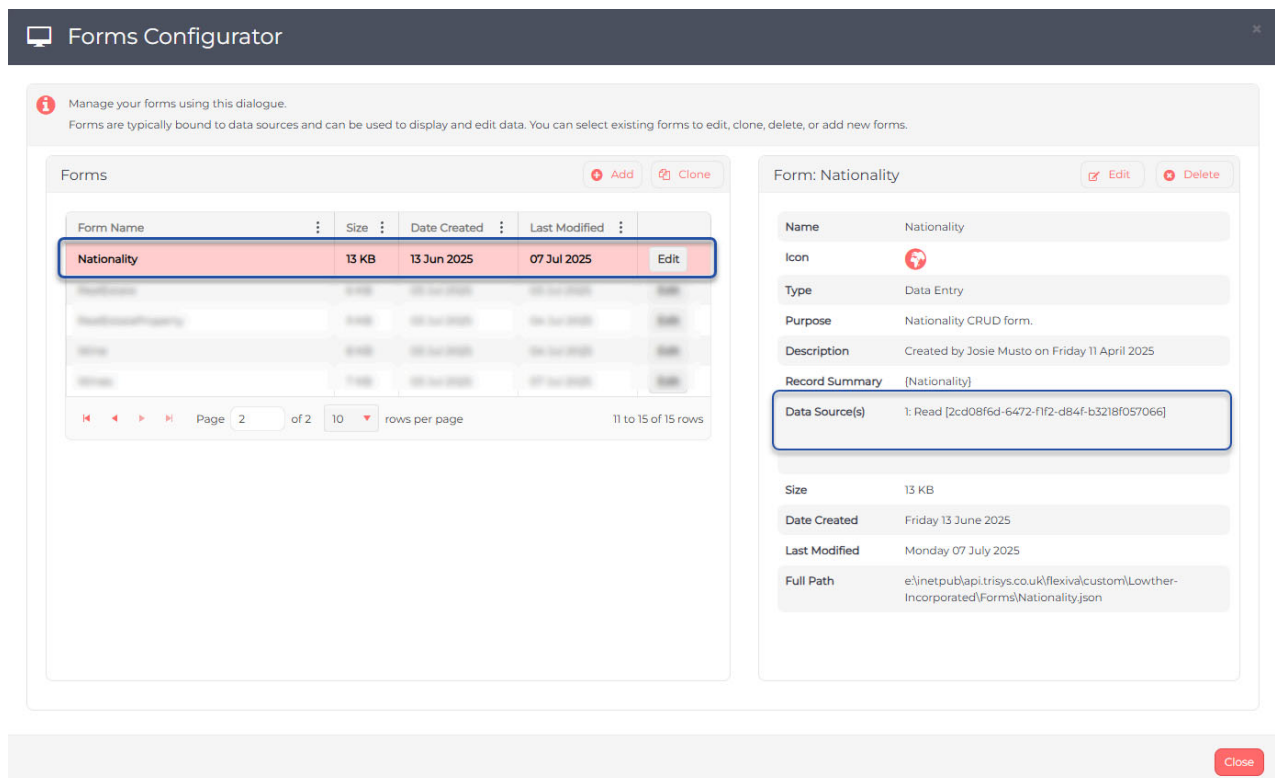 Forms Configurator
Manage your forms using this dialogue.
Forms are typically bound to data sources and can be used to display and edit data. You can select existing forms to edit, clone, delete, or add new forms.
Forms
Add
Clone
Form Name
Size
Date Created
Last Modified
Nationality
13 KB
13 Jun 2025
07 Jul 2025
Edit
Page 2 of 2
10
rows per page
11 to 15 of 15 rows
Form: Nationality
Edit
Delete
Name Nationality
Icon
Type Data Entry
Purpose Nationality CRUD form.
Description Created by Josie Musto on Friday 11 April 2025
Record Summary {Nationality}
Data Source(s) 1: Read [2cd08f6d-6472-f1f2-d84f-b3218f057066]
Size 13 KB
Date Created Friday 13 June 2025
Last Modified Monday 07 July 2025
Full Path e:\inetpub\api.trisys.co.uk\flexiva\custom\Lowther-
Incorporated\Forms\Nationality.json
Close